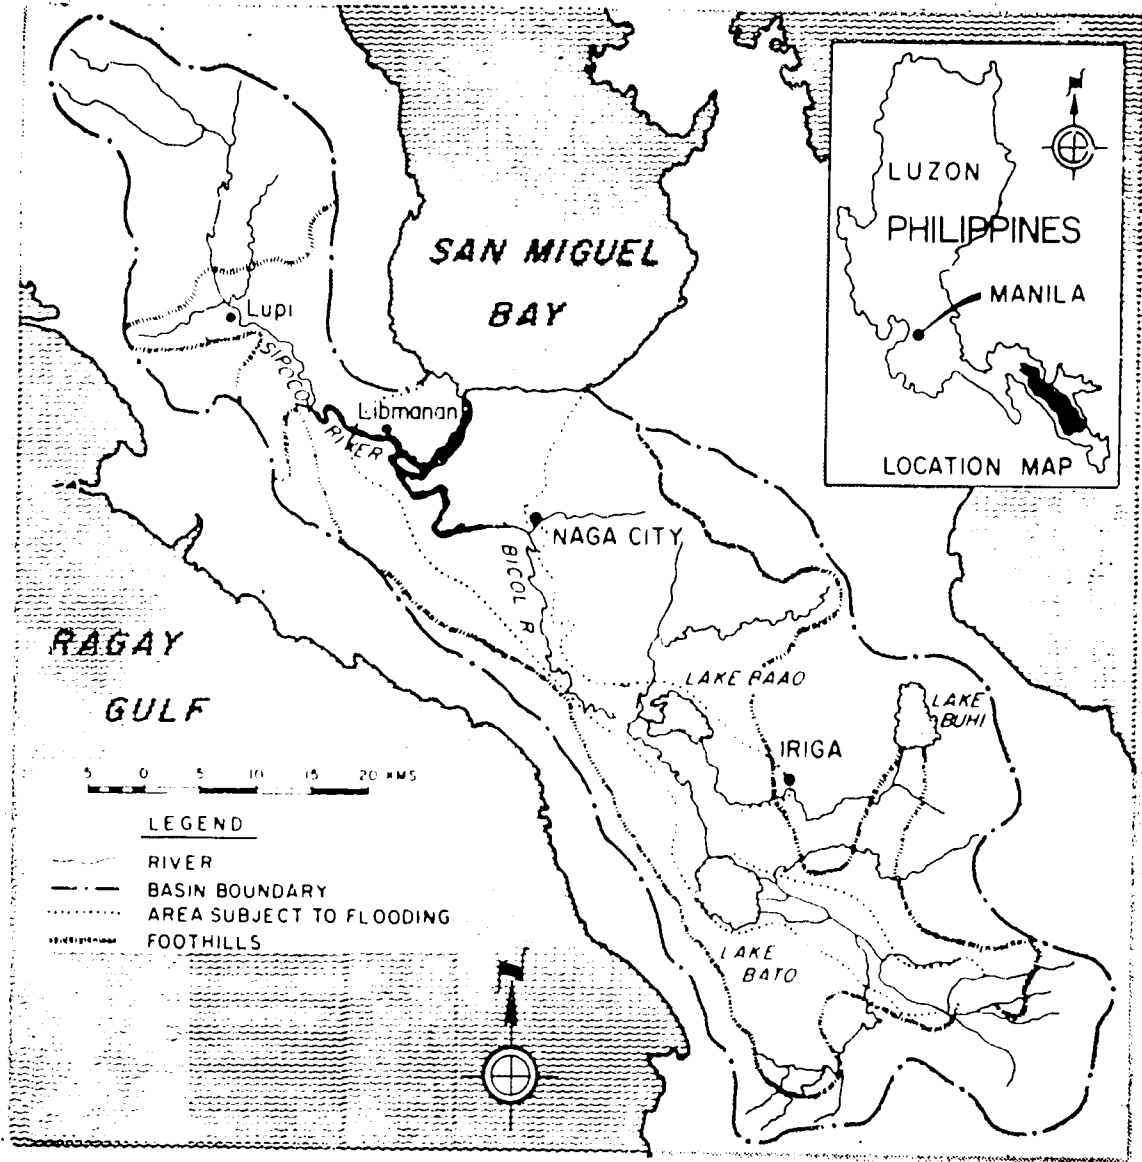 SAN MIGUEL
BAY
LUZON
PHILIPPINES
MANILA
LOCATION MAP
Lupi
SIPOCOT
RIVER
Libmanan
NAGA CITY
BICOL R
RAGAY
GULF
LAKE BAAO
LAKE
BUHI
IRIGA
5 0 5 10 15 20 KMS
LEGEND
RIVER
BASIN BOUNDARY
AREA SUBJECT TO FLOODING
FOOTHILLS
LAKE
BATO